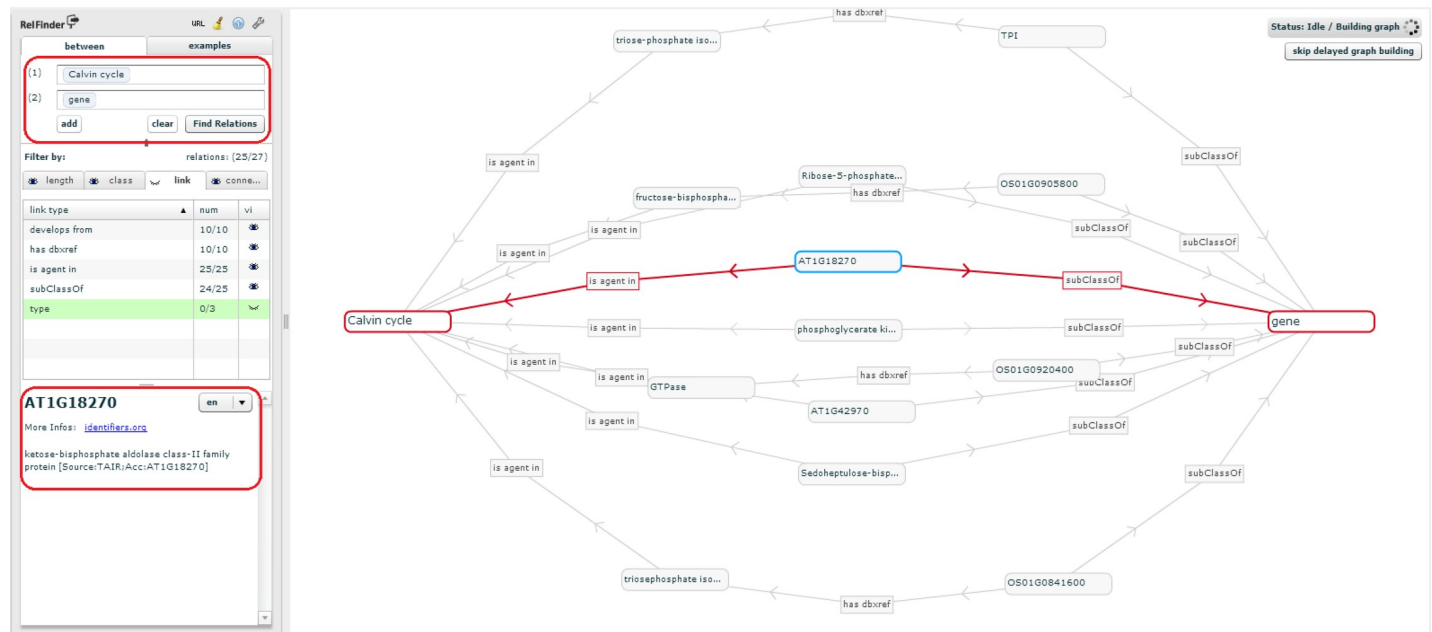 RelFinder
URL
between
examples
(1)
Calvin cycle
(2)
gene
add
clear
Find Relations
Filter by:
relations: (25/27)
length
class
link
conne...
link type
num
vi
develops from
10/10
has dbxref
10/10
is agent in
25/25
subClassOf
24/25
type
0/3
AT1G18270
en
More Infos: identifiers.org
ketose-bisphosphate aldolase class-II family
protein [Source:TAIR;Acc:AT1G18270]
Status: Idle / Building graph
skip delayed graph building
has dbxref
triose-phosphate iso...
TPI
is agent in
subClassOf
Ribose-5-phosphate...
OS01G0905800
fructose-bisphospha...
has dbxref
is agent in
subClassOf
is agent in
subClassOf
AT1G18270
is agent in
subClassOf
Calvin cycle
gene
is agent in
phosphoglycerate ki...
subClassOf
subClassOf
is agent in
OS01G0920400
is agent in
has dbxref
GTPase
subClassOf
AT1G42970
is agent in
subClassOf
is agent in
Sedoheptulose-bisp...
subClassOf
triosephosphate iso...
OS01G0841600
has dbxref